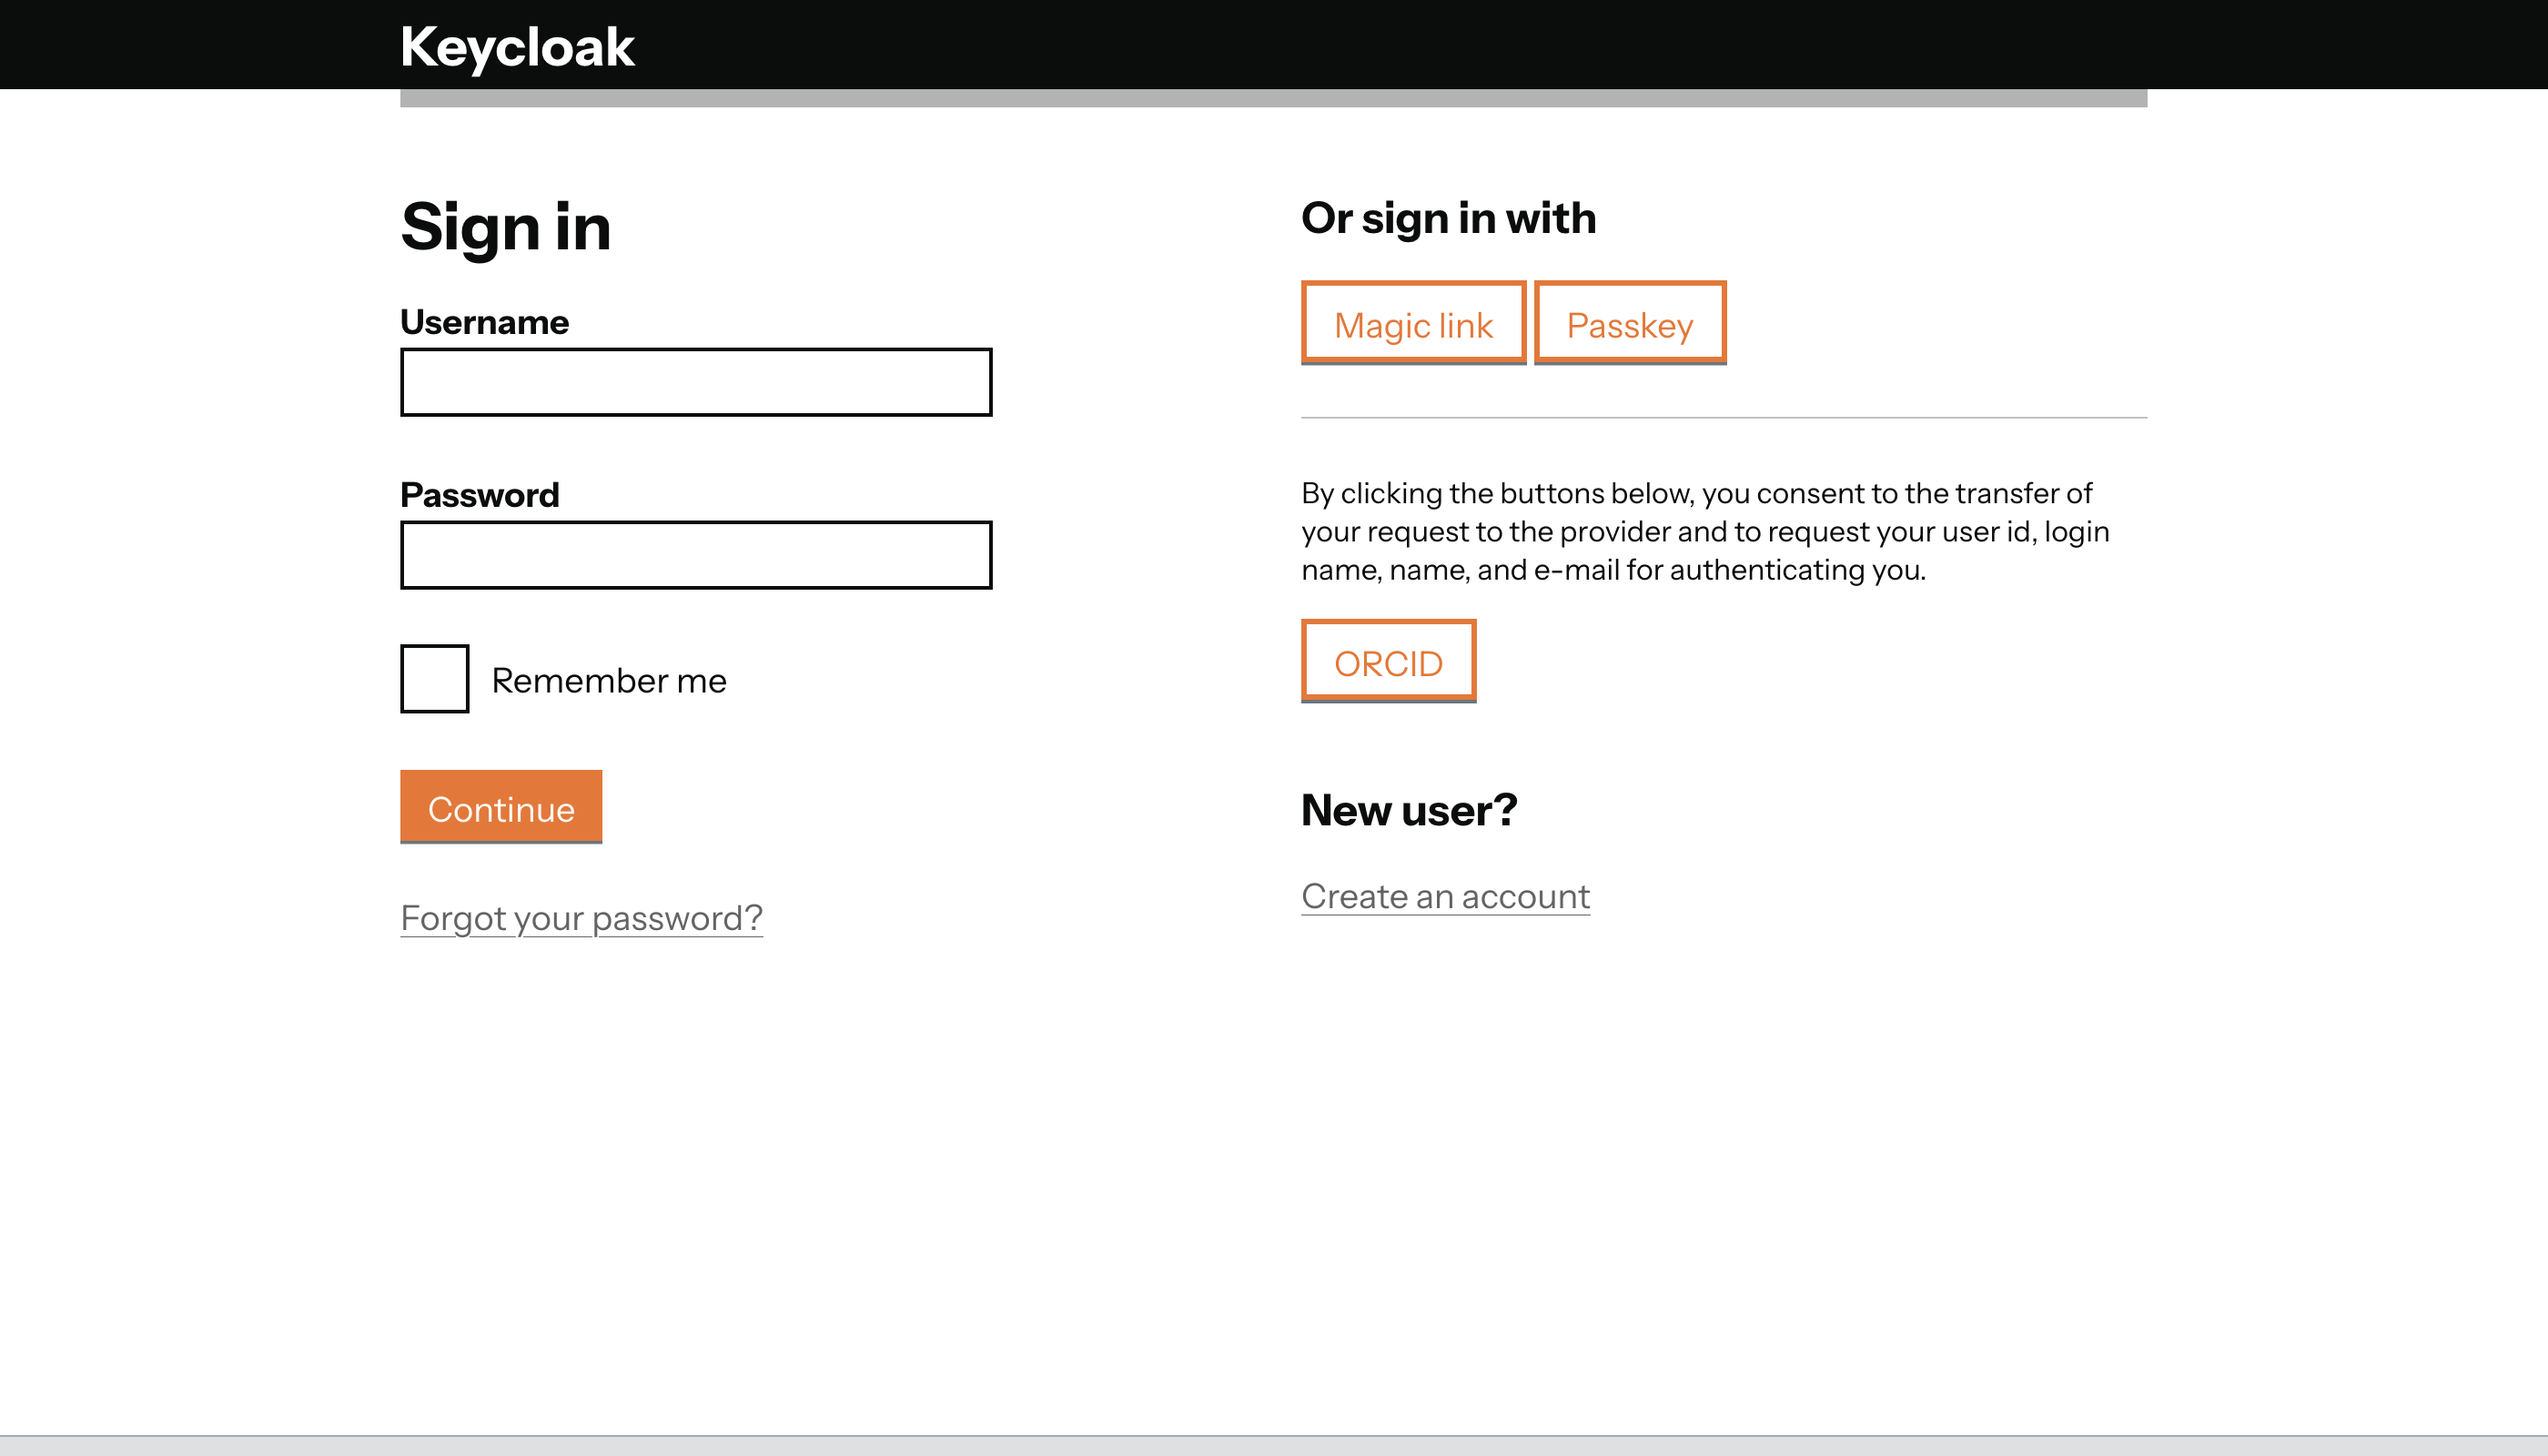 Keycloak
Sign in
Username
Password
Remember me
Continue
Forgot your password?
Or sign in with
Magic link
Passkey
By clicking the buttons below, you consent to the transfer of
your request to the provider and to request your user id, login
name, name, and e-mail for authenticating you.
ORCID
New user?
Create an account